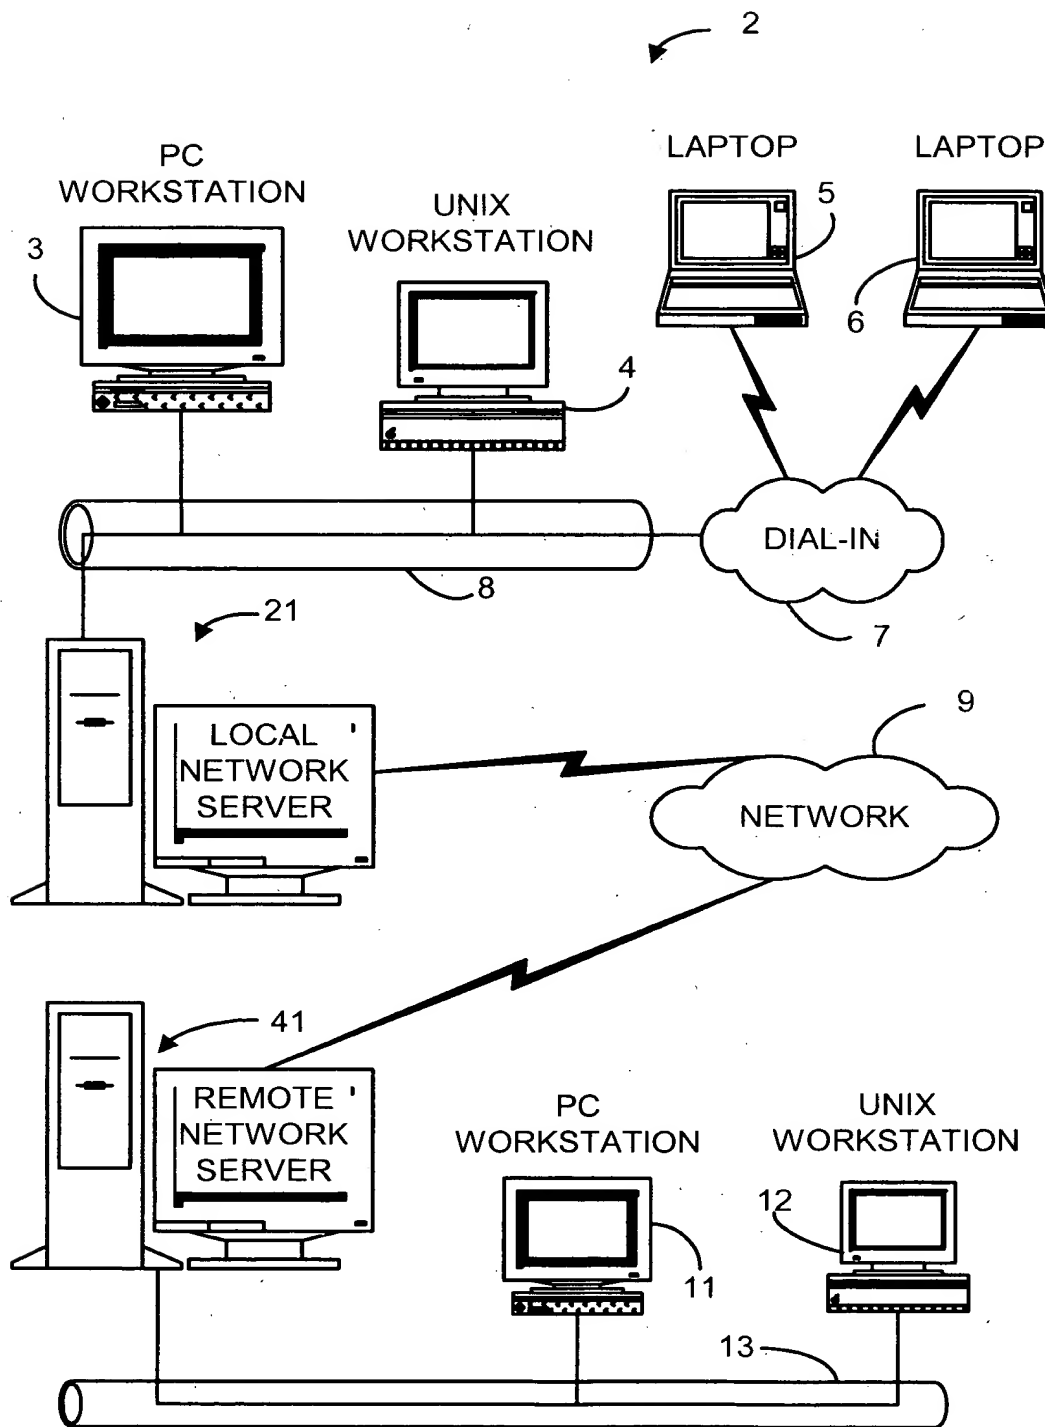 2
LAPTOP
LAPTOP
PC
WORKSTATION
UNIX
WORKSTATION
3
5
6
4
DIAL-IN
8
7
21
LOCAL
NETWORK
SERVER
9
NETWORK
41
REMOTE
NETWORK
SERVER
PC
WORKSTATION
UNIX
WORKSTATION
12
11
13